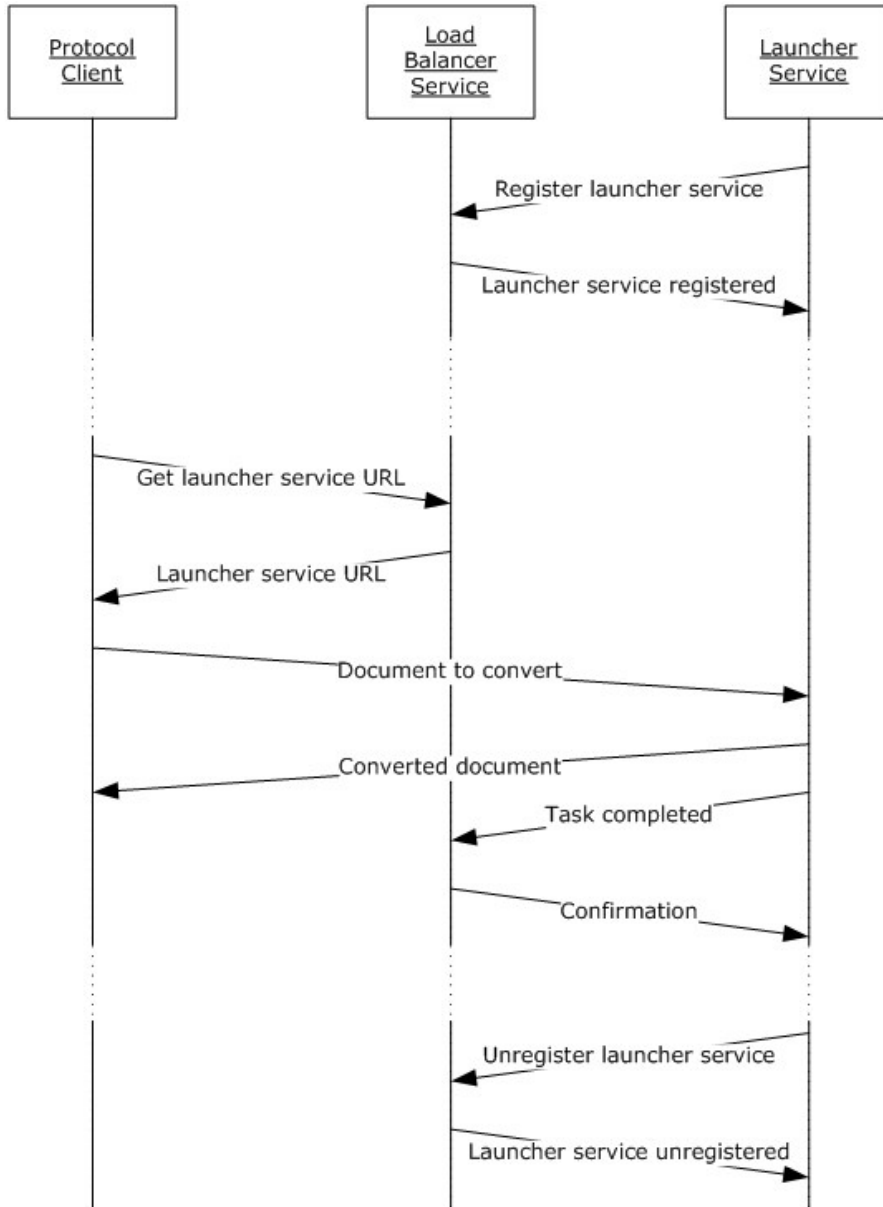 Protocol
Client
Load
Balancer
Service
Launcher
Service
Register launcher service
Launcher service registered
Get launcher service URL
Launcher service URL
Document to convert
Converted document
Task completed
Confirmation
Unregister launcher service
Launcher service unregistered